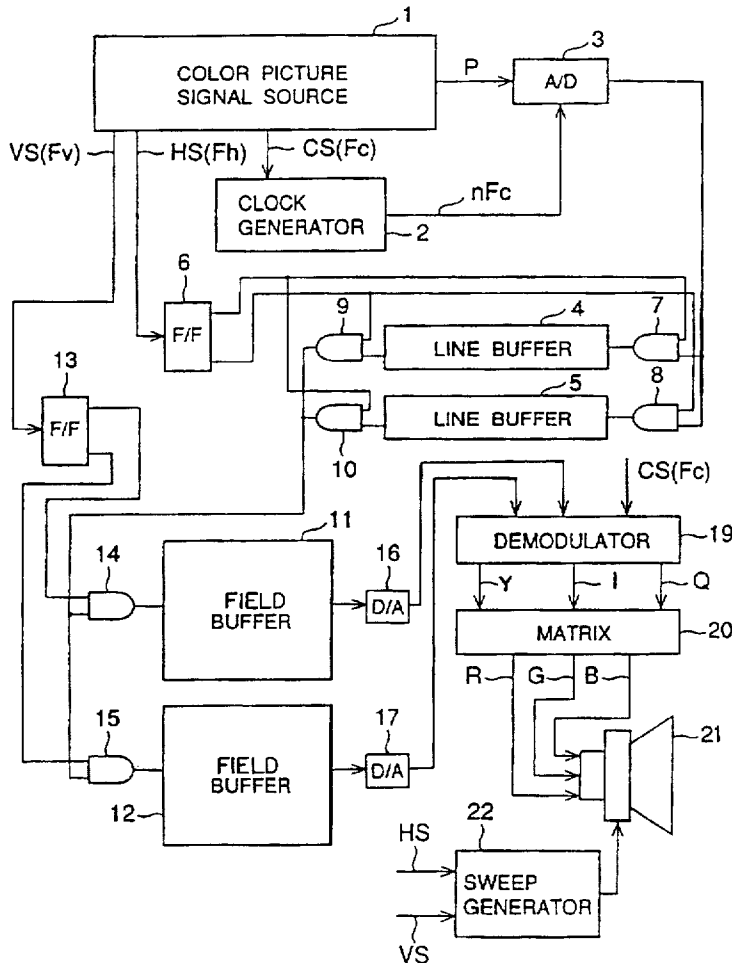 1
COLOR PICTURE
SIGNAL SOURCE
P
3
A/D
VS(Fv)
HS(Fh)
CS(Fc)
CLOCK
GENERATOR
2
nFc
6
F/F
9
4
LINE BUFFER
7
13
F/F
10
5
LINE BUFFER
8
CS(Fc)
11
14
FIELD
BUFFER
16
D/A
DEMODULATOR
19
Y
I
Q
MATRIX
20
R
G
B
15
FIELD
BUFFER
12
17
D/A
21
22
HS
SWEEP
GENERATOR
VS